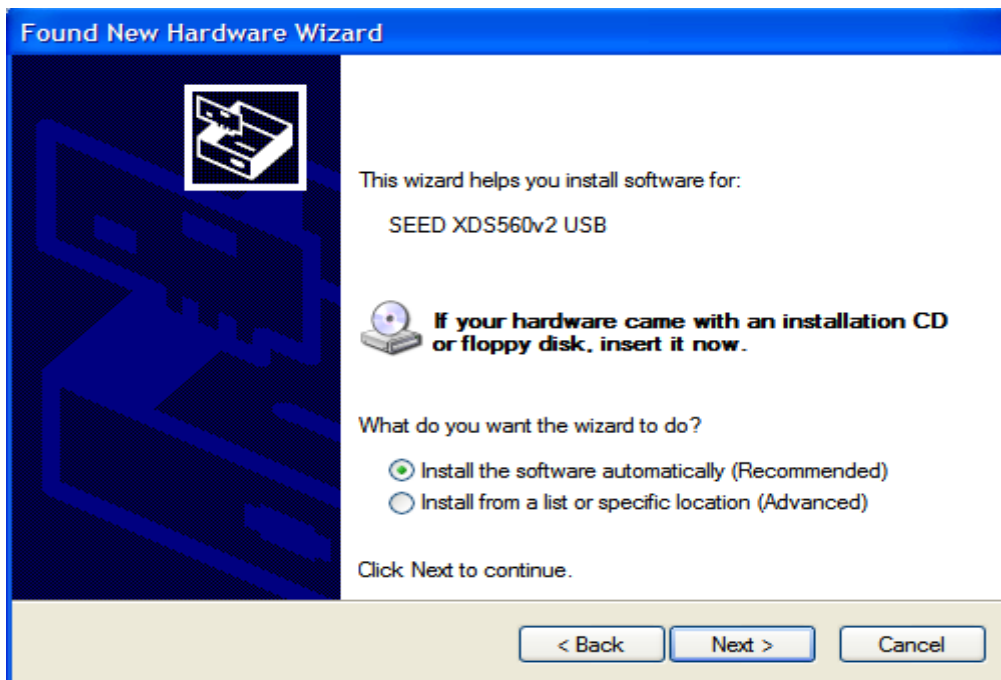 Found New Hardware Wizard
This wizard helps you install software for:
SEED XDS560v2 USB
If your hardware came with an installation CD
or floppy disk, insert it now.
What do you want the wizard to do?
Install the software automatically (Recommended)
Install from a list or specific location (Advanced)
Click Next to continue.
< Back Next > Cancel